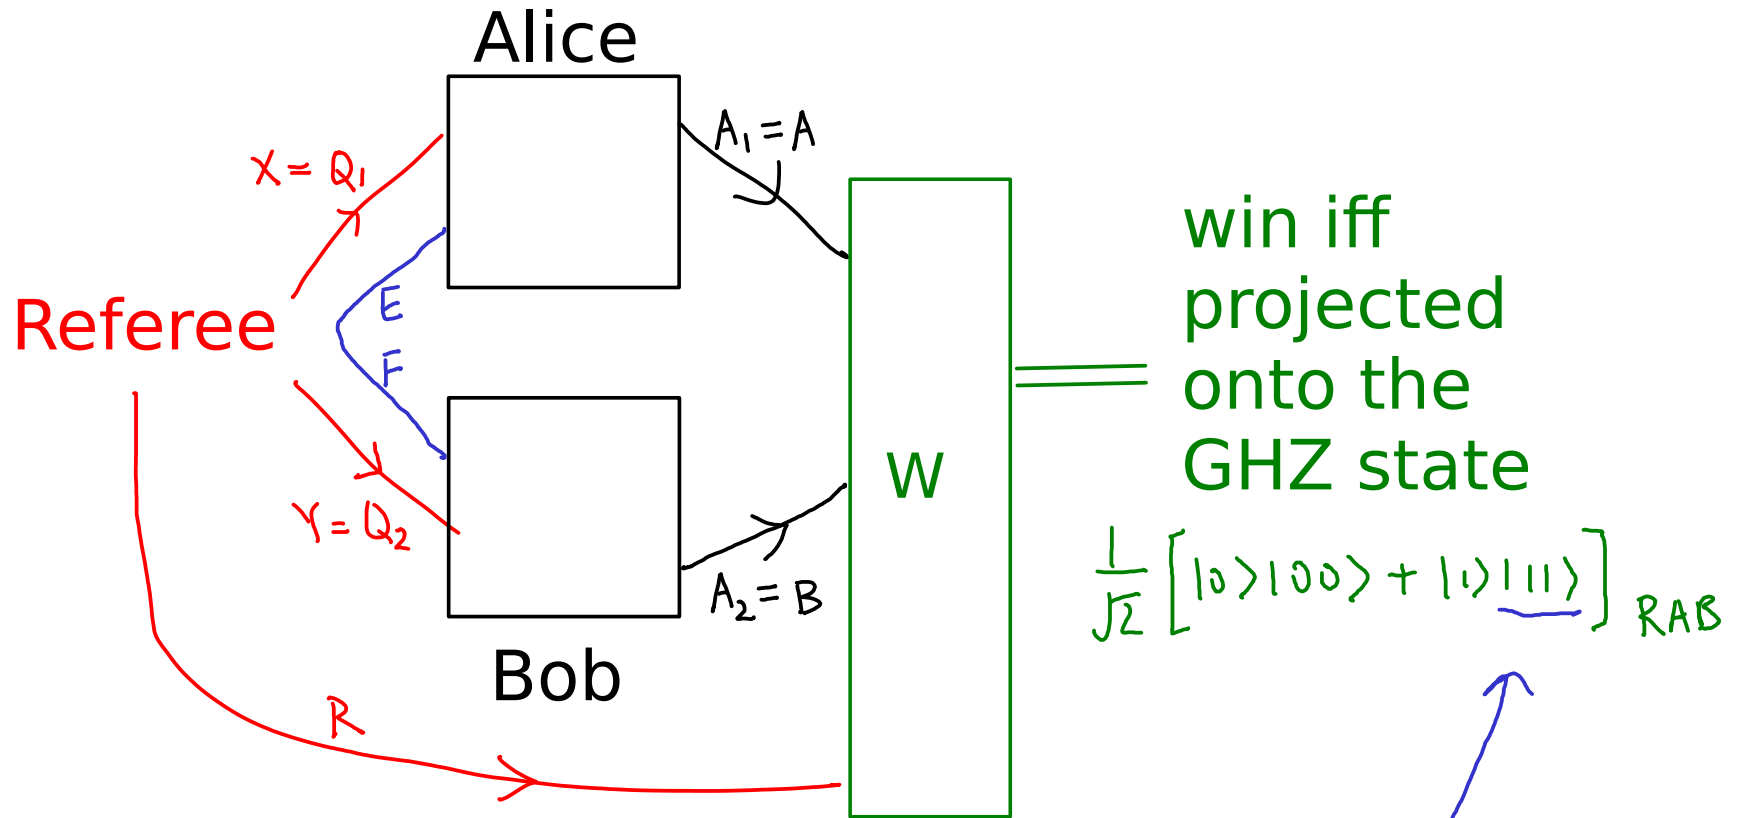 Alice
A₁ = A
X = Q₁
E
Referee
F
Y = Q₂
A₂ = B
Bob
R
W
win iff
projected
onto the
GHZ state
1/√2 [|0⟩|00⟩ + |1⟩|11⟩] RAB